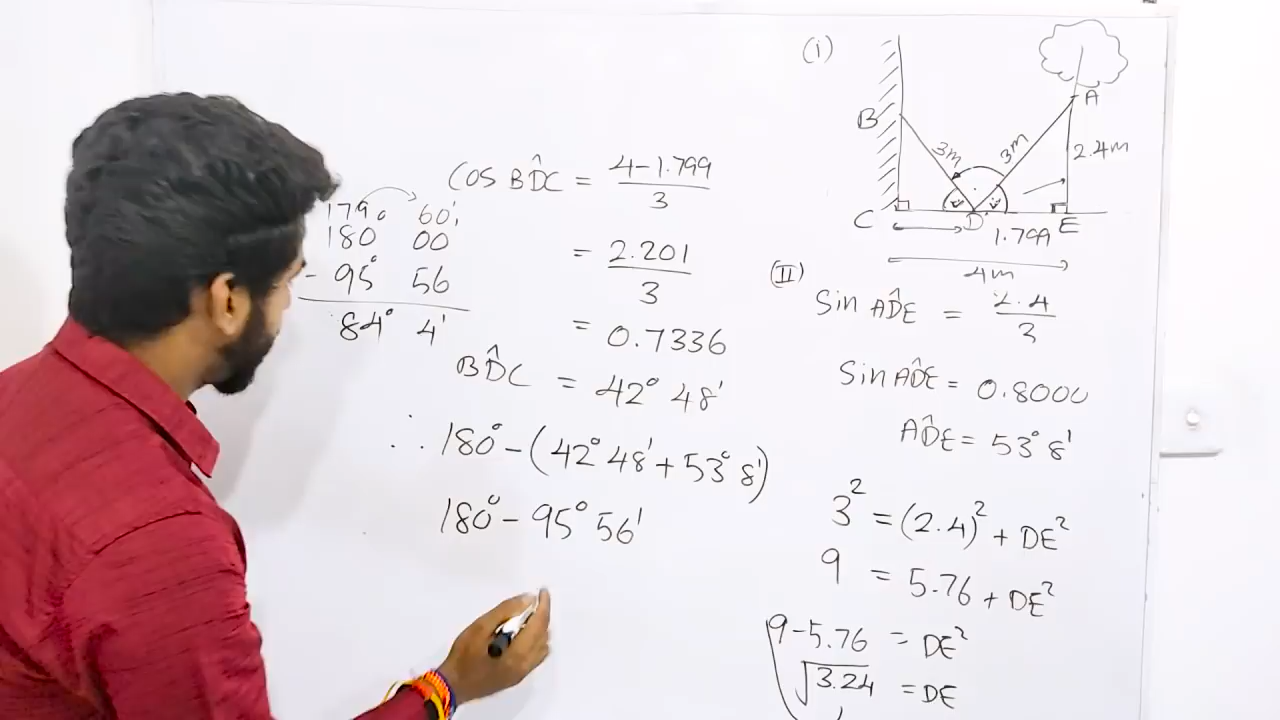 179° 60'
180 00
- 95° 56
84° 4'
Cos BD̂C = 4-1.799 / 3
= 2.201 / 3
= 0.7336
BD̂C = 42° 48'
∴ 180° - (42° 48' + 53° 8')
180° - 95° 56'
(i)
B
A
3m
3m
2.4m
C
D
E
1.799
4m
(II)
Sin AD̂E = 2.4 / 3
Sin AD̂E = 0.8000
AD̂E = 53° 8'
3² = (2.4)² + DE²
9 = 5.76 + DE²
9-5.76 = DE²
√3.24 = DE